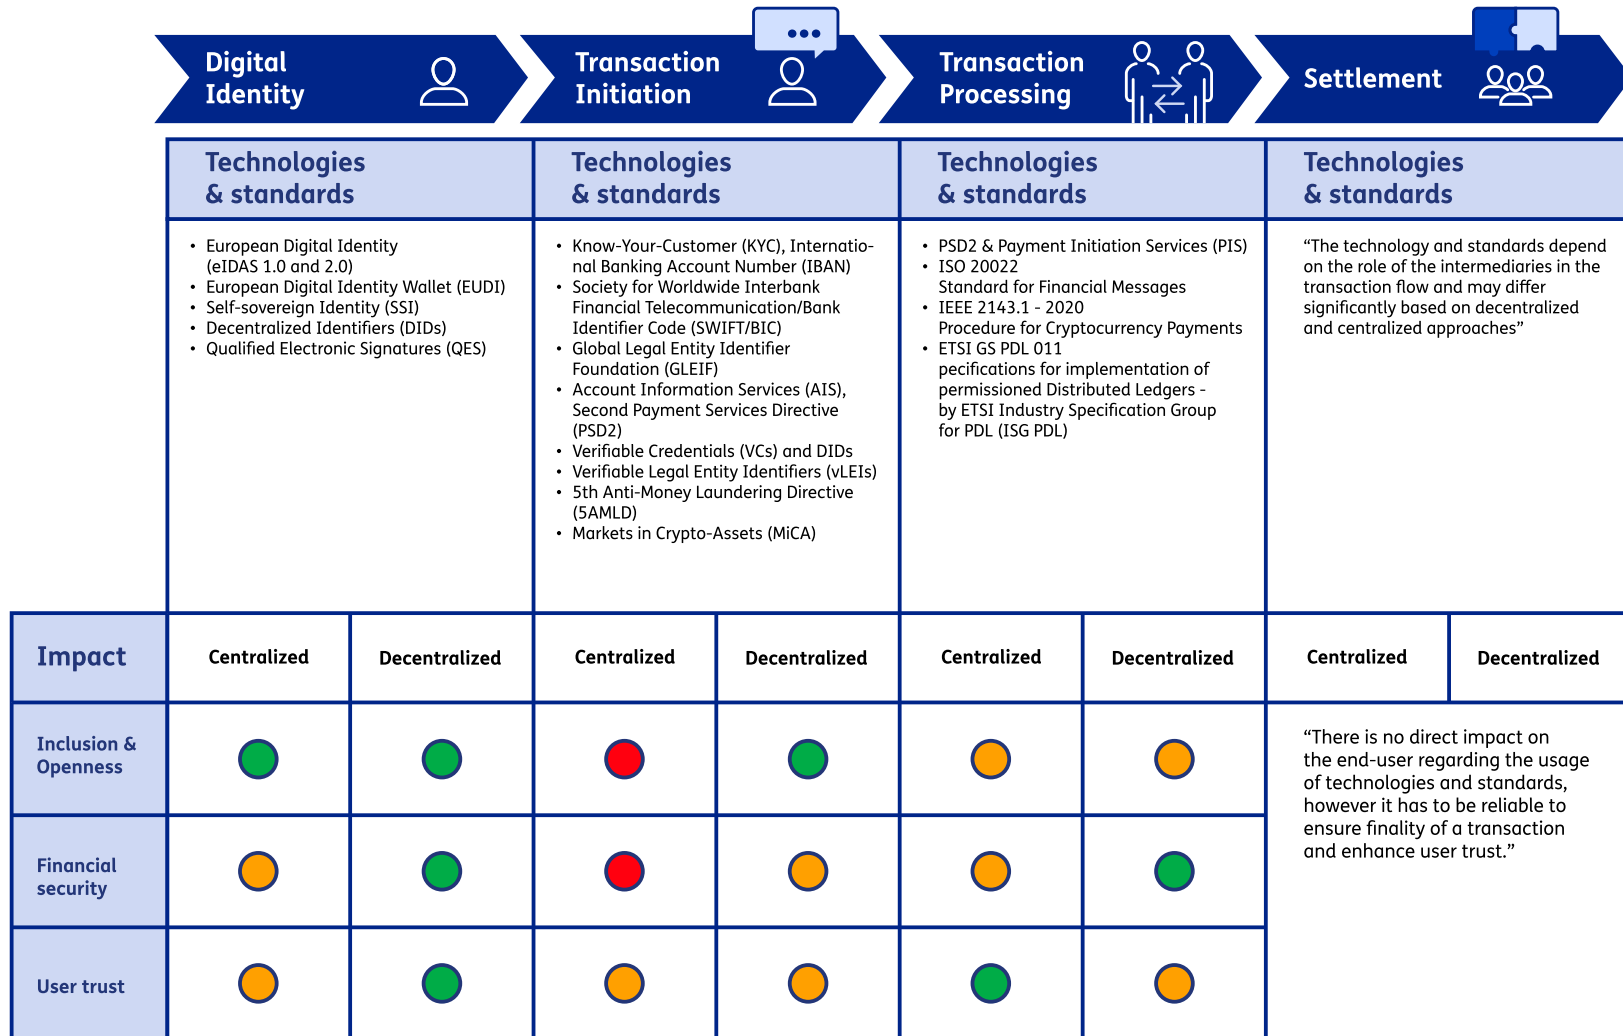 Digital
Identity
Transaction
Initiation
Transaction
Processing
Settlement
Technologies
& standards
Technologies
& standards
Technologies
& standards
Technologies
& standards
• European Digital Identity
(eIDAS 1.0 and 2.0)
• European Digital Identity Wallet (EUDI)
• Self-sovereign Identity (SSI)
• Decentralized Identifiers (DIDs)
• Qualified Electronic Signatures (QES)
• Know-Your-Customer (KYC), Internatio-
nal Banking Account Number (IBAN)
• Society for Worldwide Interbank
Financial Telecommunication/Bank
Identifier Code (SWIFT/BIC)
• Global Legal Entity Identifier
Foundation (GLEIF)
• Account Information Services (AIS),
Second Payment Services Directive
(PSD2)
• Verifiable Credentials (VCs) and DIDs
• Verifiable Legal Entity Identifiers (vLEIs)
• 5th Anti-Money Laundering Directive
(5AMLD)
• Markets in Crypto-Assets (MiCA)
• PSD2 & Payment Initiation Services (PIS)
• ISO 20022
Standard for Financial Messages
• IEEE 2143.1 - 2020
Procedure for Cryptocurrency Payments
• ETSI GS PDL 011
pecifications for implementation of
permissioned Distributed Ledgers -
by ETSI Industry Specification Group
for PDL (ISG PDL)
“The technology and standards depend
on the role of the intermediaries in the
transaction flow and may differ
significantly based on decentralized
and centralized approaches”
Impact
Centralized
Decentralized
Centralized
Decentralized
Centralized
Decentralized
Centralized
Decentralized
Inclusion &
Openness
Financial
security
User trust
“There is no direct impact on
the end-user regarding the usage
of technologies and standards,
however it has to be reliable to
ensure finality of a transaction
and enhance user trust.”